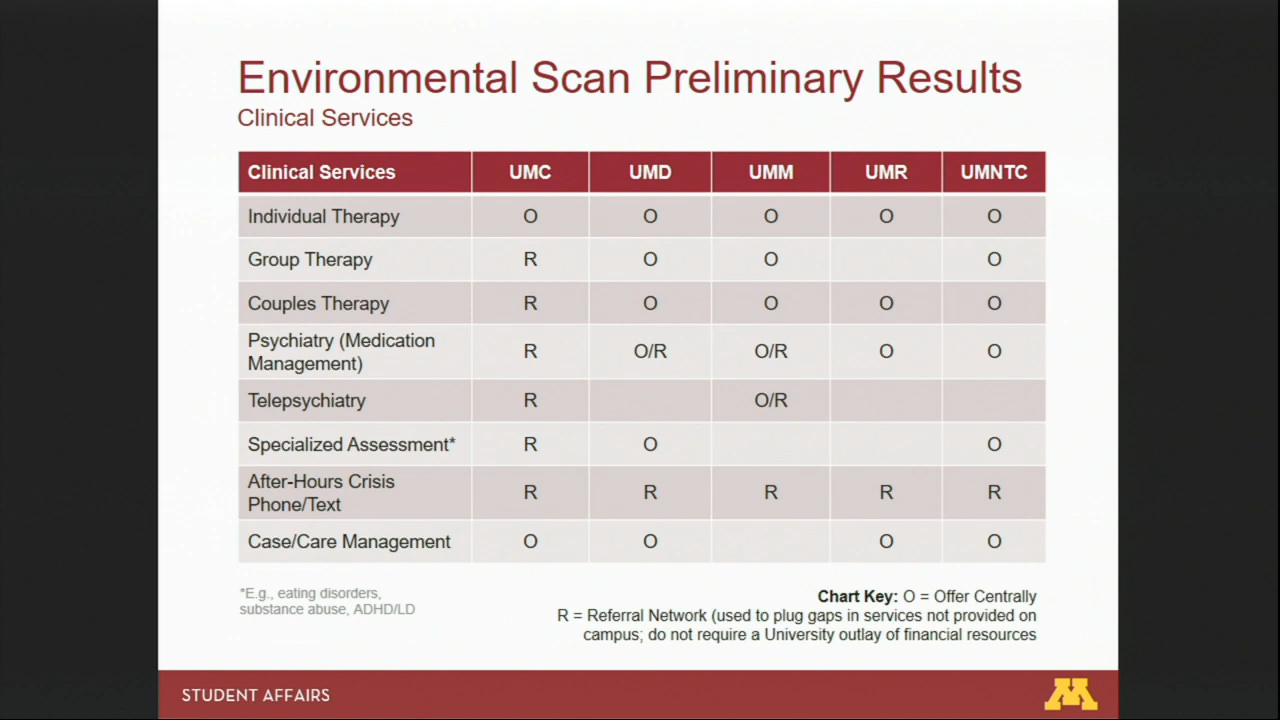 Environmental Scan Preliminary Results
Clinical Services
Clinical Services UMC UMD UMM UMR UMNTC
Individual Therapy O O O O O
Group Therapy R O O O
Couples Therapy R O O O O
Psychiatry (Medication
Management) R O/R O/R O O
Telepsychiatry R O/R
Specialized Assessment* R O O
After-Hours Crisis
Phone/Text R R R R R
Case/Care Management O O O O
*E.g., eating disorders,
substance abuse, ADHD/LD
Chart Key: O = Offer Centrally
R = Referral Network (used to plug gaps in services not provided on
campus; do not require a University outlay of financial resources
STUDENT AFFAIRS
M